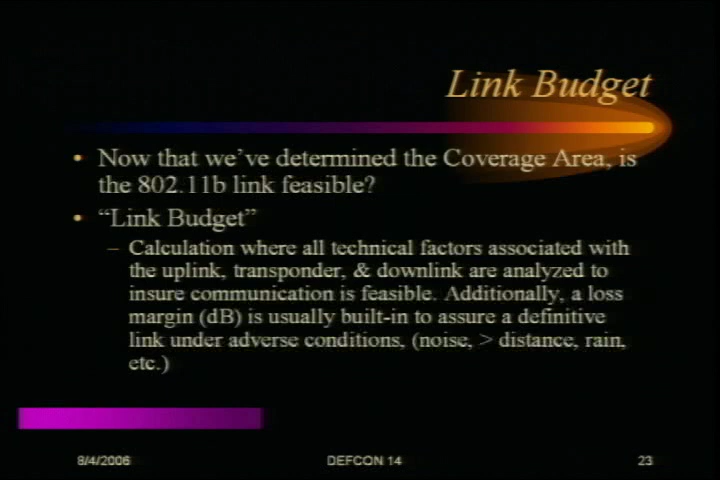 Link Budget
• Now that we've determined the Coverage Area, is
the 802.11b link feasible?
• “Link Budget”
– Calculation where all technical factors associated with
the uplink, transponder, & downlink are analyzed to
insure communication is feasible. Additionally, a loss
margin (dB) is usually built-in to assure a definitive
link under adverse conditions, (noise, > distance, rain,
etc.)
8/4/2006 DEFCON 14 23